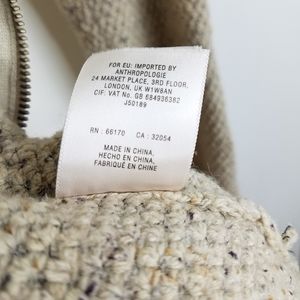 FOR EU: IMPORTED BY
ANTHROPOLOGIE
24 MARKET PLACE, 3RD FLOOR,
LONDON, UK W1W8AN
CIF: VAT No. GB 684936382
J50189
RN : 66170 CA : 32054
MADE IN CHINA,
HECHO EN CHINA,
FABRIQUÉ EN CHINE